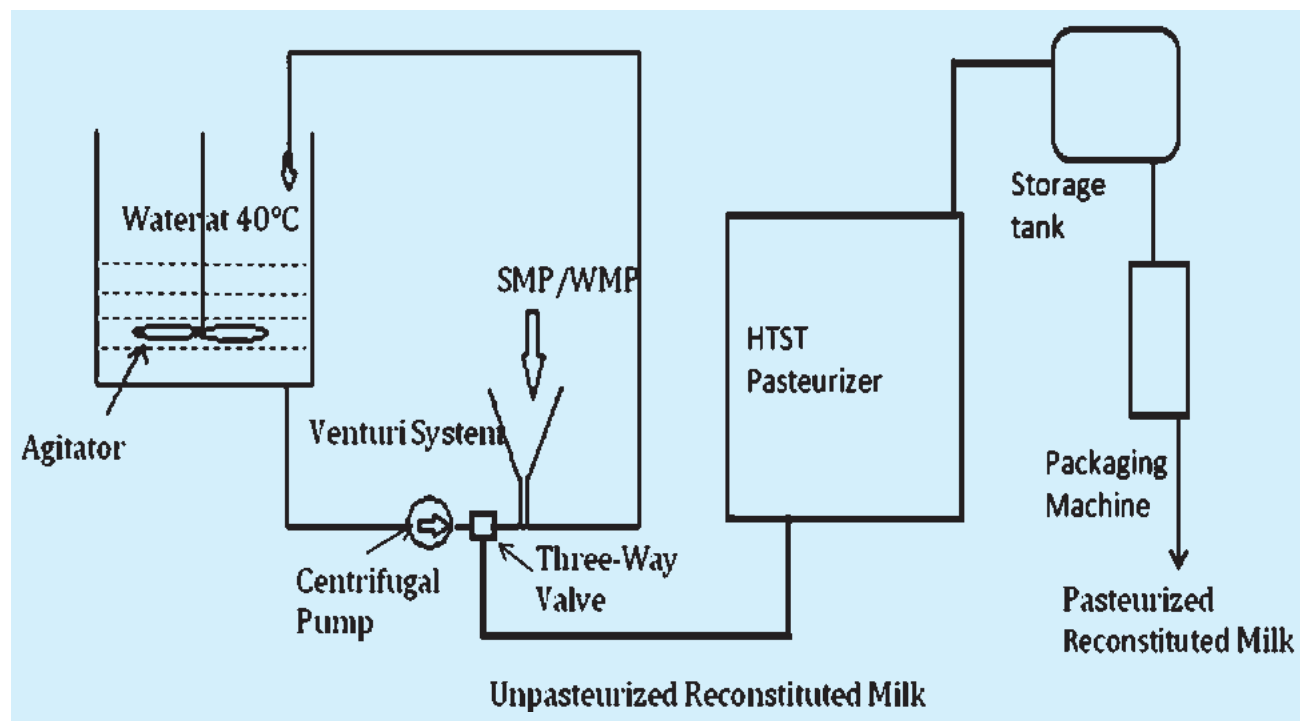 Water at 40°C
Agitator
Venturi System
SMP/WMP
Centrifugal
Pump
Three-Way
Valve
HTST
Pasteurizer
Storage
tank
Packaging
Machine
Pasteurized
Reconstituted Milk
Unpasteurized Reconstituted Milk